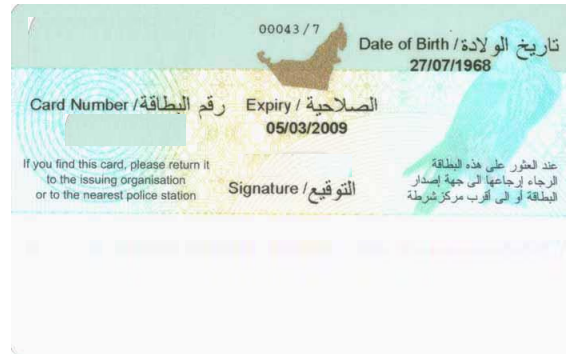 00043/7
Date of Birth / تاريخ الولادة
27/07/1968
Card Number / رقم البطاقة
Expiry / الصلاحية
05/03/2009
If you find this card, please return it
to the issuing organisation
or to the nearest police station
Signature / التوقيع
عند العثور على هذه البطاقة
الرجاء إرجاعها الى جهة إصدار
البطاقة أو الى أقرب مركز شرطة